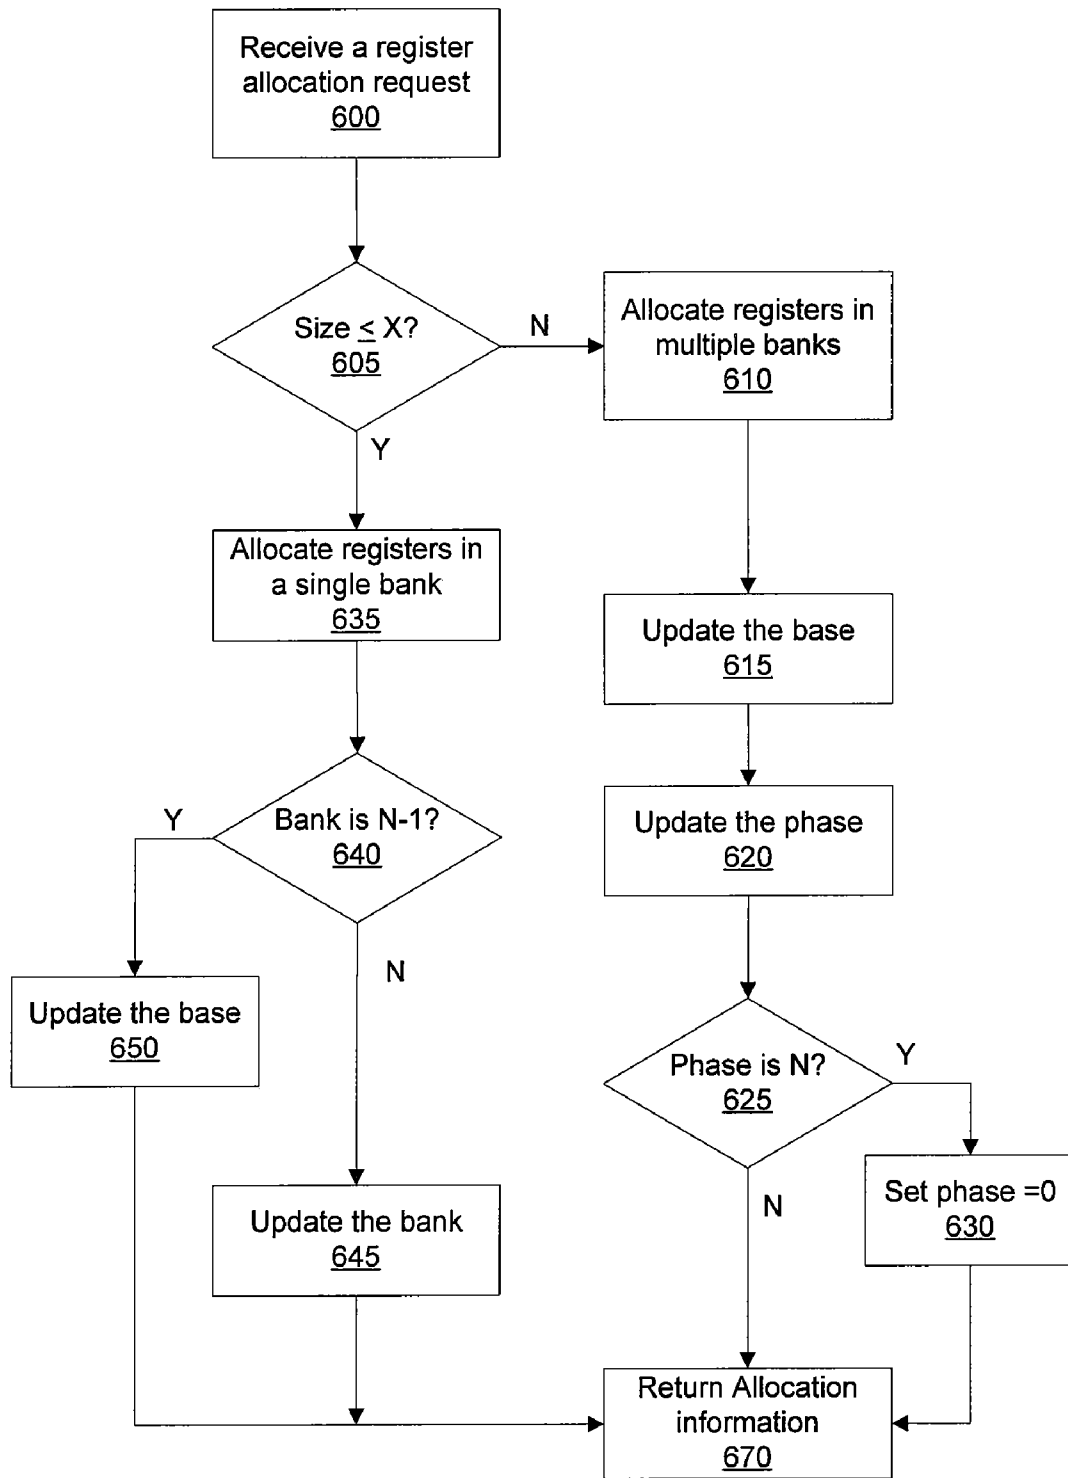 Receive a register
allocation request
600
Size ≤ X?
605
N
Y
Allocate registers in
multiple banks
610
Allocate registers in
a single bank
635
Update the base
615
Bank is N-1?
640
Y
N
Update the phase
620
Update the base
650
Phase is N?
625
Y
N
Update the bank
645
Set phase =0
630
Return Allocation
information
670